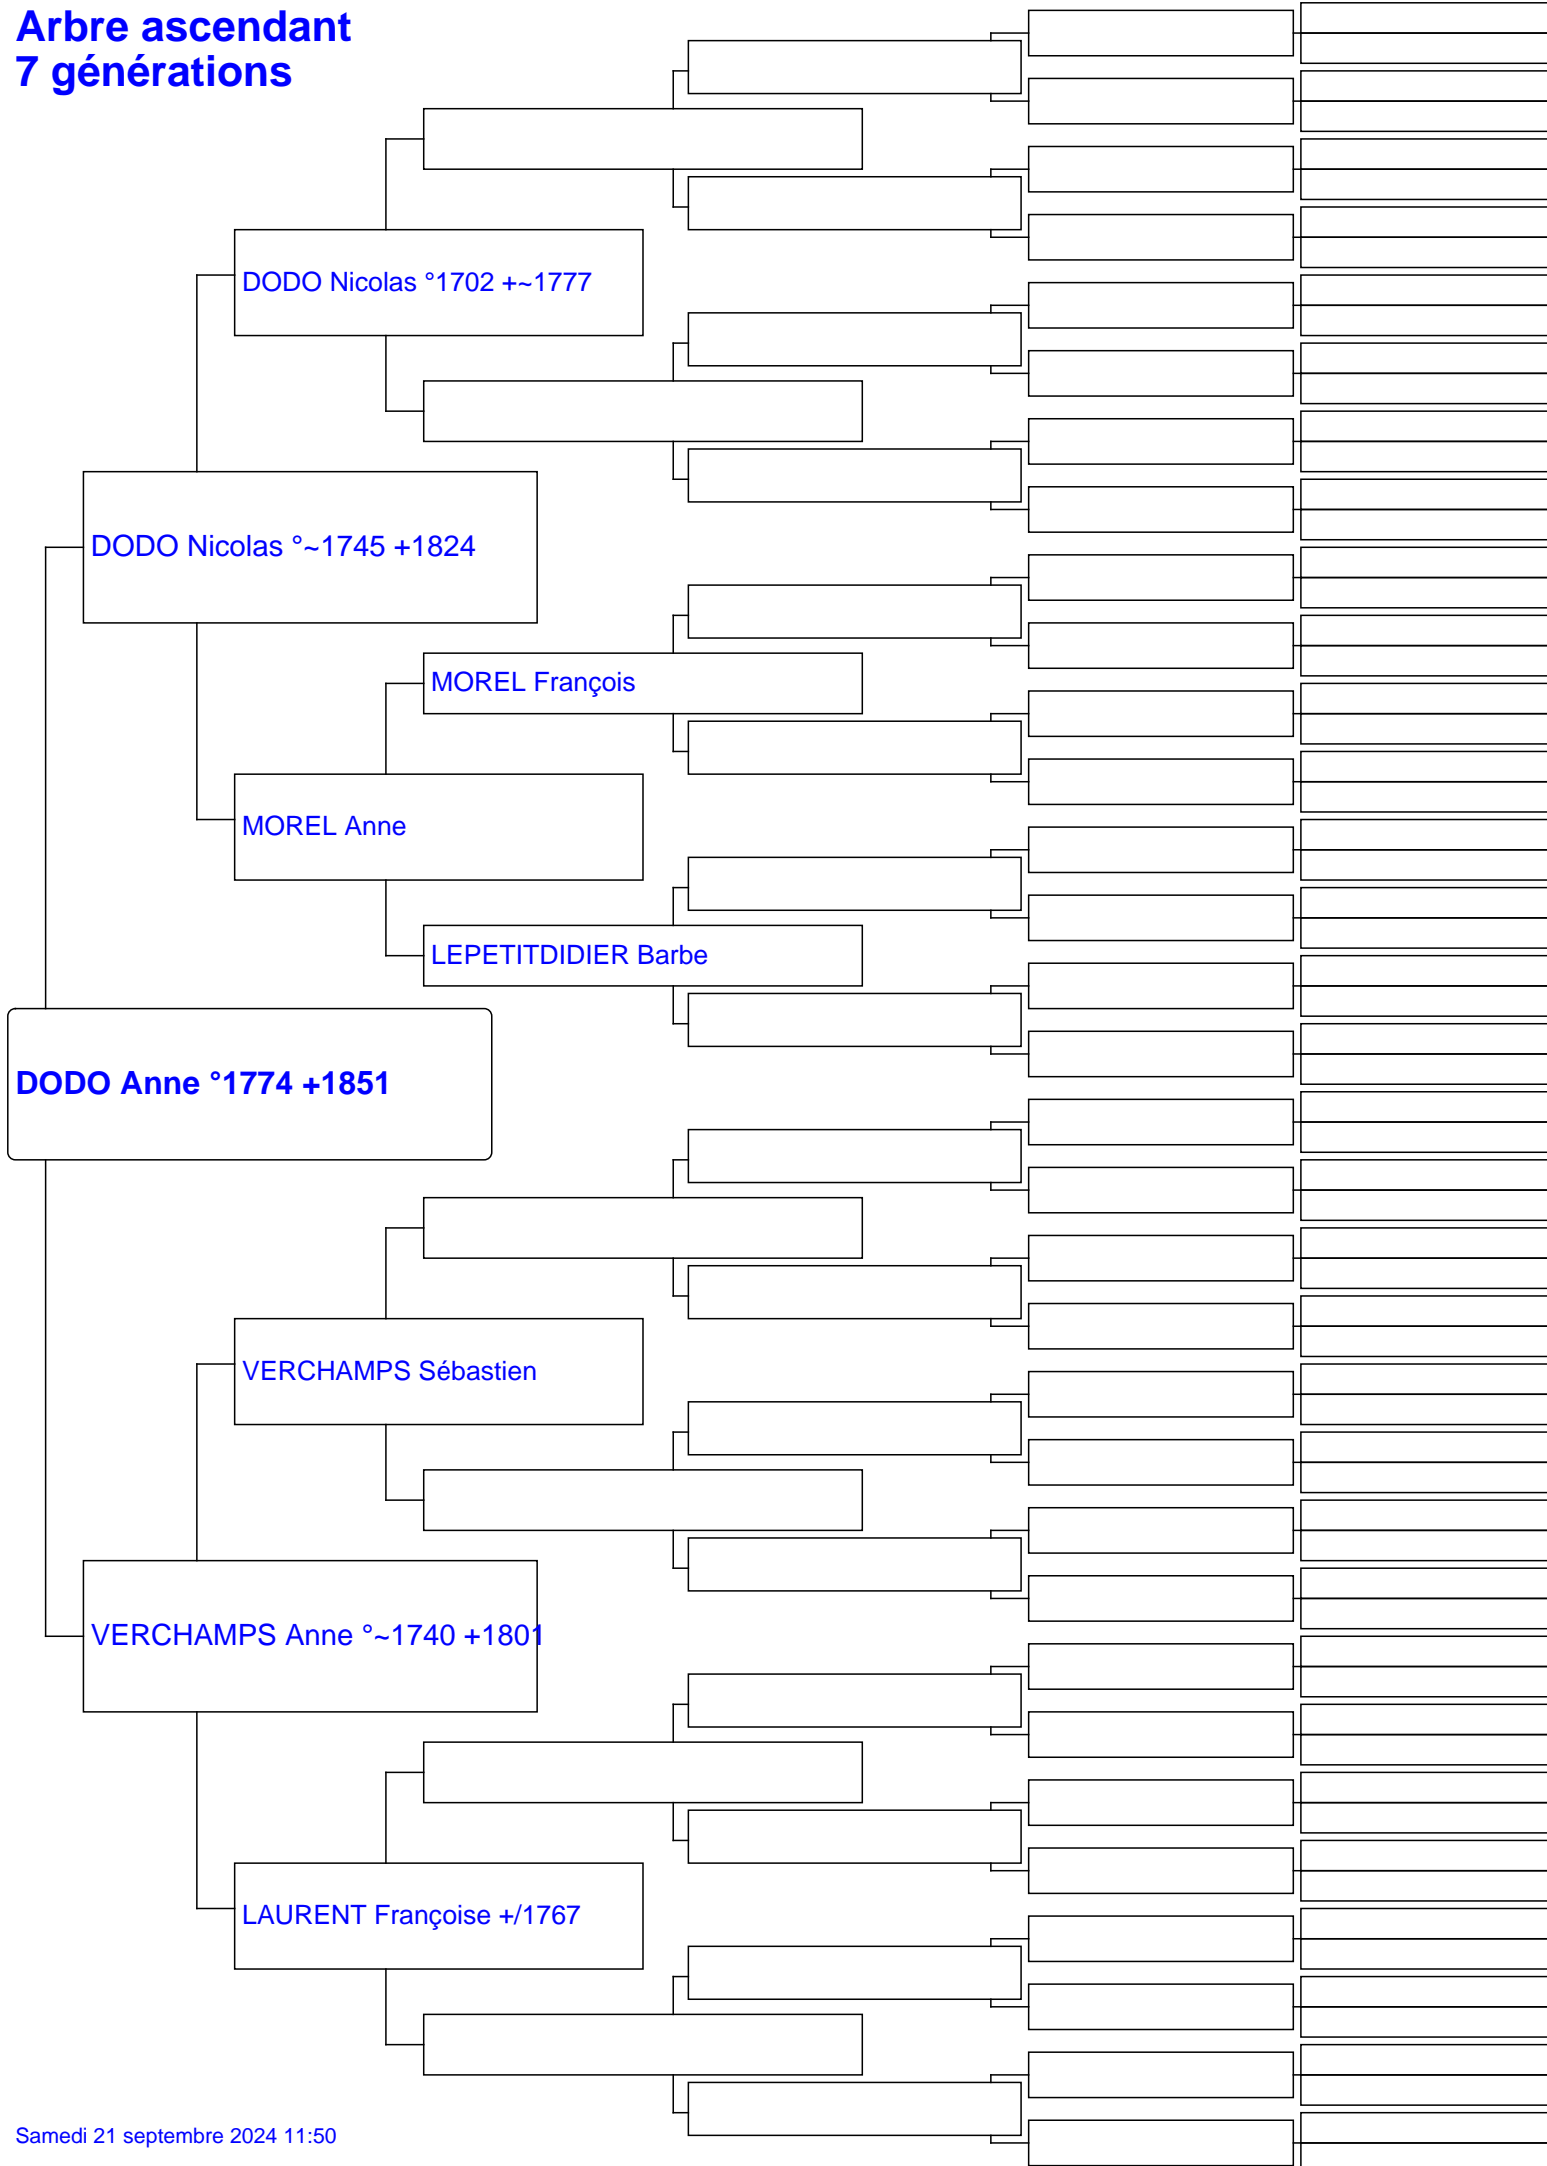 Arbre ascendant
7 générations
DODO Nicolas °1702 +~1777
DODO Nicolas °~1745 +1824
MOREL François
MOREL Anne
LEPETITDIDIER Barbe
DODO Anne °1774 +1851
VERCHAMPS Sébastien
VERCHAMPS Anne °~1740 +1801
LAURENT Françoise +/1767
Samedi 21 septembre 2024 11:50